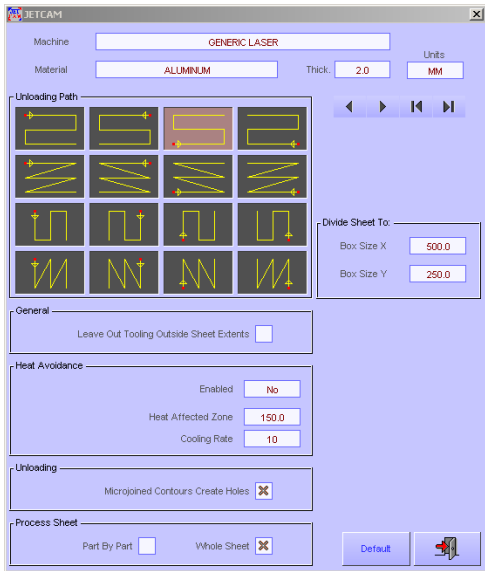 JETCAM
Machine GENERIC LASER
Units
Material ALUMINUM Thick. 2.0 MM
Unloading Path
Divide Sheet To:
Box Size X 500.0
Box Size Y 250.0
General
Leave Out Tooling Outside Sheet Extents
Heat Avoidance
Enabled No
Heat Affected Zone 150.0
Cooling Rate 10
Unloading
Microjoined Contours Create Holes
Process Sheet
Part By Part Whole Sheet
Default